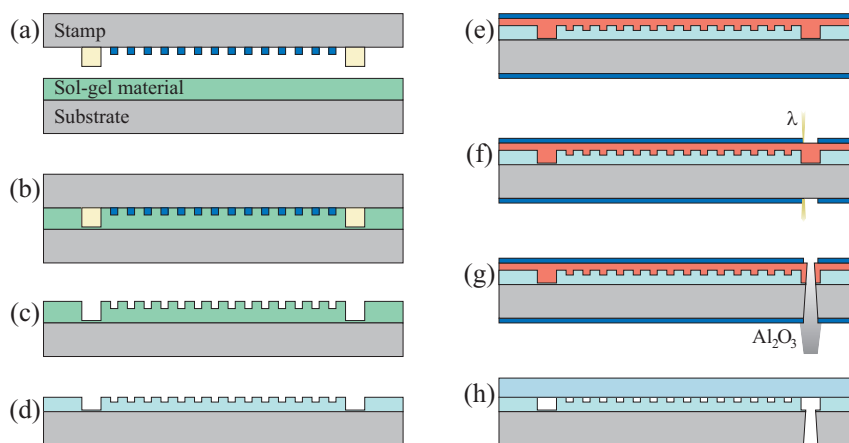 (a)
Stamp
Sol-gel material
Substrate
(b)
(c)
(d)
(e)
λ
(f)
(g)
Al₂O₃
(h)